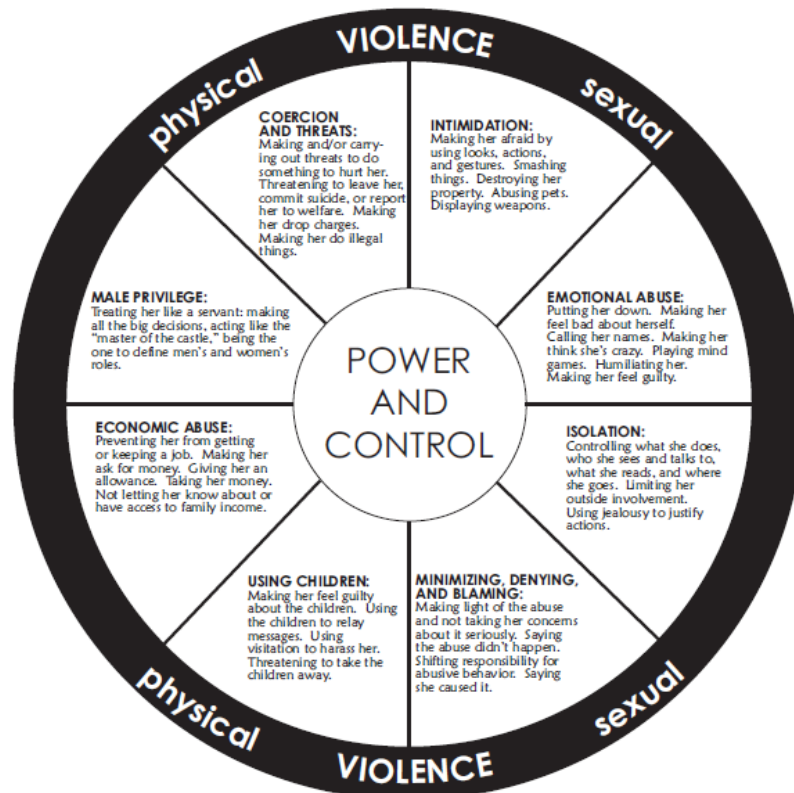 VIOLENCE
physical
sexual
COERCION
AND THREATS:
Making and/or carry-
ing out threats to do
something to hurt her.
Threatening to leave her,
commit suicide, or report
her to welfare. Making
her drop charges.
Making her do illegal
things.
INTIMIDATION:
Making her afraid by
using looks, actions,
and gestures. Smashing
things. Destroying her
property. Abusing pets.
Displaying weapons.
MALE PRIVILEGE:
Treating her like a servant: making
all the big decisions, acting like the
“master of the castle,” being the
one to define men’s and women’s
roles.
EMOTIONAL ABUSE:
Putting her down. Making her
feel bad about herself.
Calling her names. Making her
think she’s crazy. Playing mind
games. Humiliating her.
Making her feel guilty.
POWER
AND
CONTROL
ECONOMIC ABUSE:
Preventing her from getting
or keeping a job. Making her
ask for money. Giving her an
allowance. Taking her money.
Not letting her know about or
have access to family income.
ISOLATION:
Controlling what she does,
who she sees and talks to,
what she reads, and where
she goes. Limiting her
outside involvement.
Using jealousy to justify
actions.
USING CHILDREN:
Making her feel guilty
about the children. Using
the children to relay
messages. Using
visitation to harass her.
Threatening to take the
children away.
MINIMIZING, DENYING,
AND BLAMING:
Making light of the abuse
and not taking her concerns
about it seriously. Saying
the abuse didn’t happen.
Shifting responsibility for
abusive behavior. Saying
she caused it.
physical
sexual
VIOLENCE